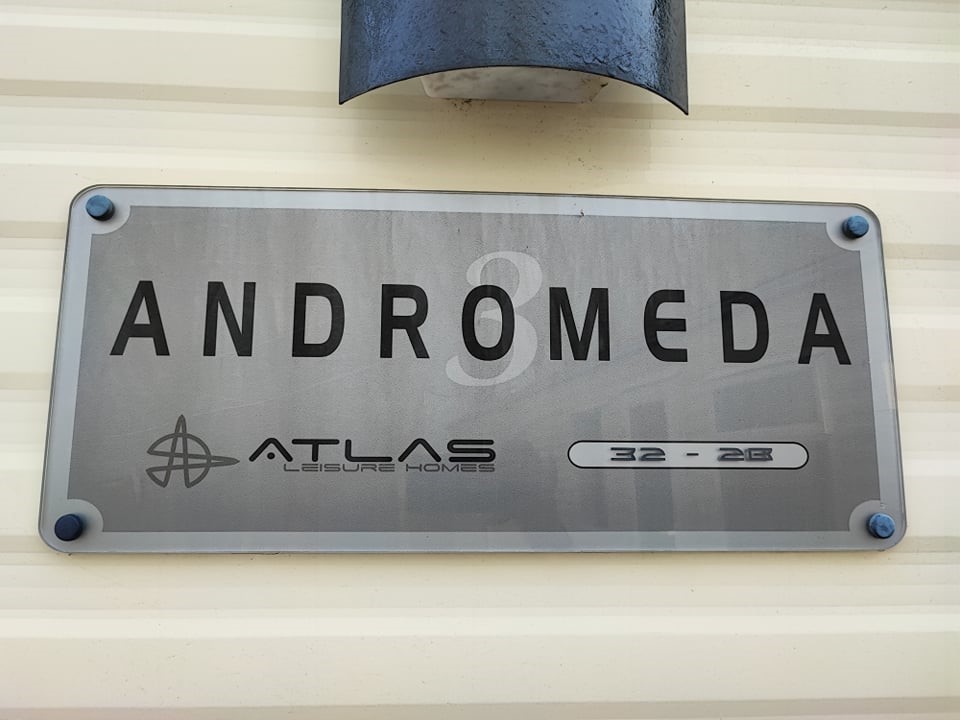 3
ANDROMEDA
ATLAS
LEISURE HOMES
32 - 2B